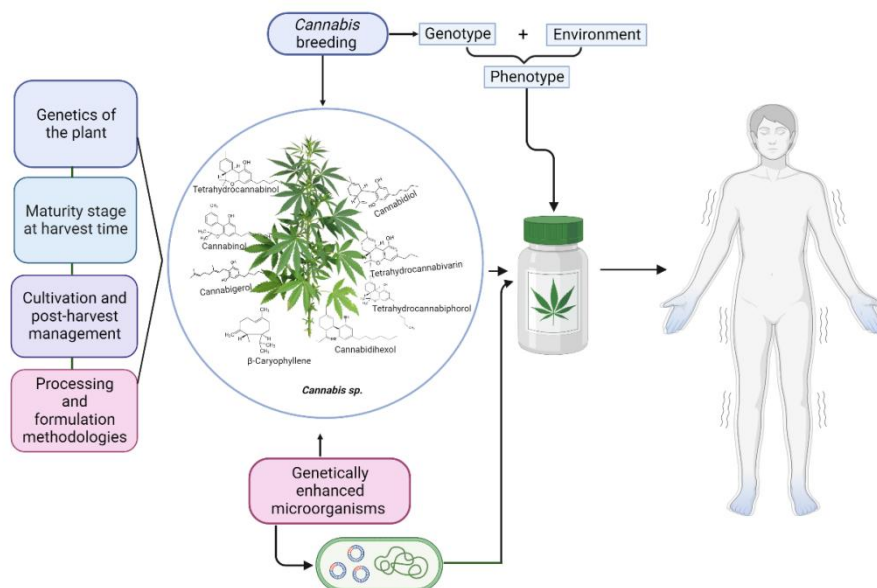 Cannabis
breeding
Genotype
+
Environment
Phenotype
Genetics of
the plant
Maturity stage
at harvest time
Cultivation and
post-harvest
management
Processing
and
formulation
methodologies
Tetrahydrocannabinol
Cannabidiol
Cannabinol
Tetrahydrocannabivarin
Cannabigerol
Tetrahydrocannabiphorol
β-Caryophyllene
Cannabidihexol
Cannabis sp.
Genetically
enhanced
microorganisms